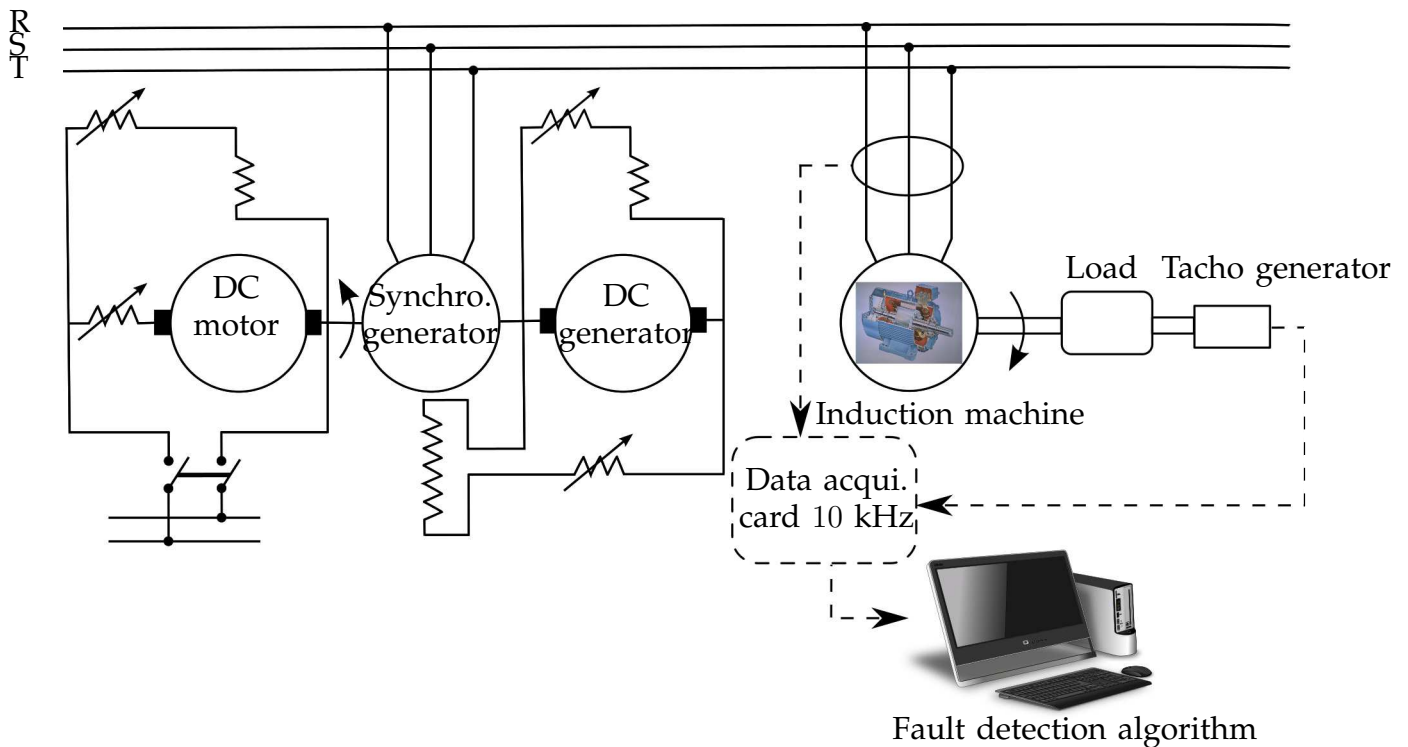 R
S
T
DC
motor
Synchro.
generator
DC
generator
Load
Tacho generator
Induction machine
Data acqui.
card 10 kHz
Fault detection algorithm